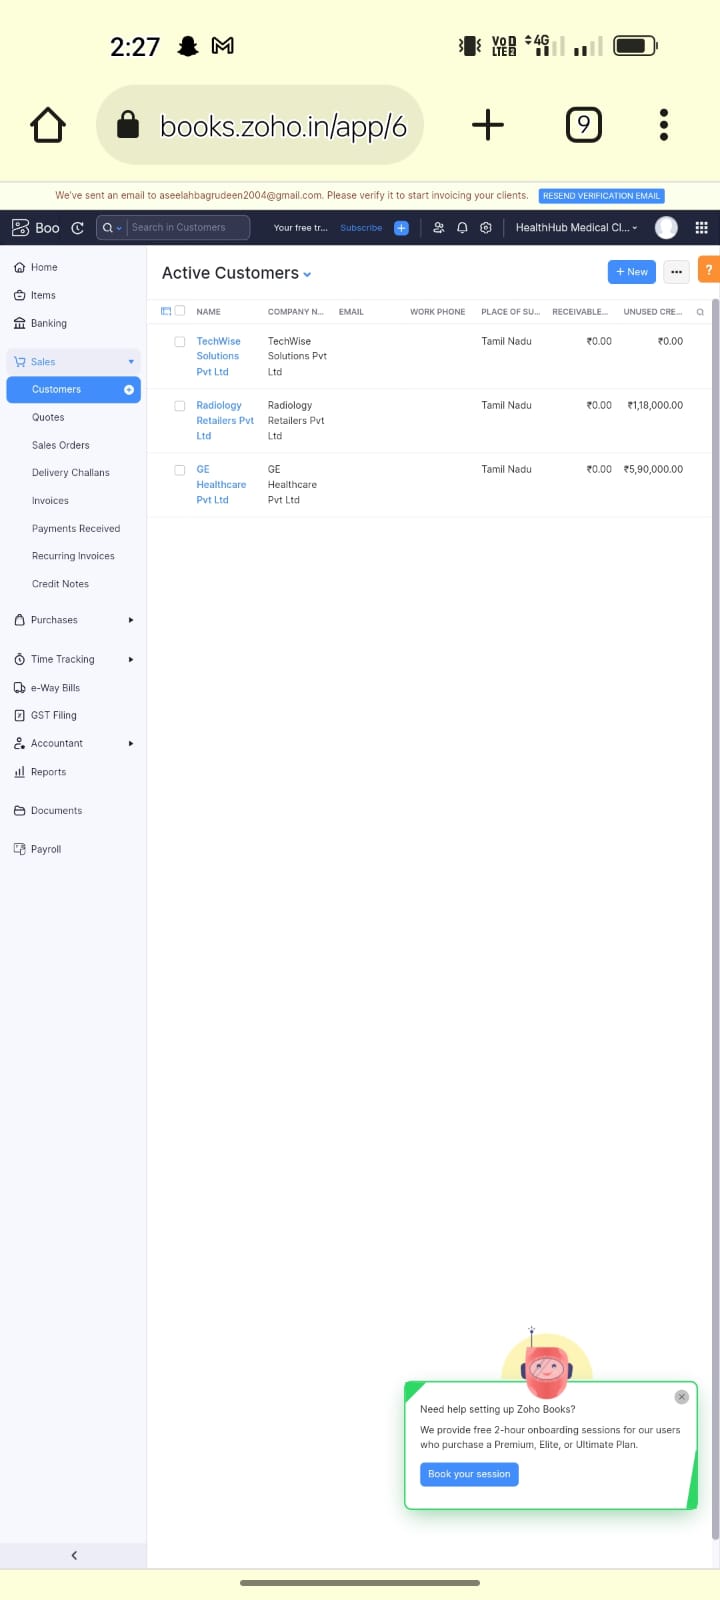 2:27 VoD LTE2 4G
books.zoho.in/app/6 9
We've sent an email to aseelahbagrudeen2004@gmail.com. Please verify it to start invoicing your clients. RESEND VERIFICATION EMAIL
Boo Search in Customers Your free tr... Subscribe HealthHub Medical Cl...
Home
Items
Banking
Sales
Customers
Quotes
Sales Orders
Delivery Challans
Invoices
Payments Received
Recurring Invoices
Credit Notes
Purchases
Time Tracking
e-Way Bills
GST Filing
Accountant
Reports
Documents
Payroll
Active Customers + New ... ?
NAME COMPANY N... EMAIL WORK PHONE PLACE OF SU... RECEIVABLE... UNUSED CRE...
TechWise TechWise Tamil Nadu ₹0.00 ₹0.00
Solutions Solutions Pvt
Pvt Ltd Ltd
Radiology Radiology Tamil Nadu ₹0.00 ₹1,18,000.00
Retailers Pvt Retailers Pvt
Ltd Ltd
GE GE Tamil Nadu ₹0.00 ₹5,90,000.00
Healthcare Healthcare
Pvt Ltd Pvt Ltd
Need help setting up Zoho Books?
We provide free 2-hour onboarding sessions for our users
who purchase a Premium, Elite, or Ultimate Plan.
Book your session